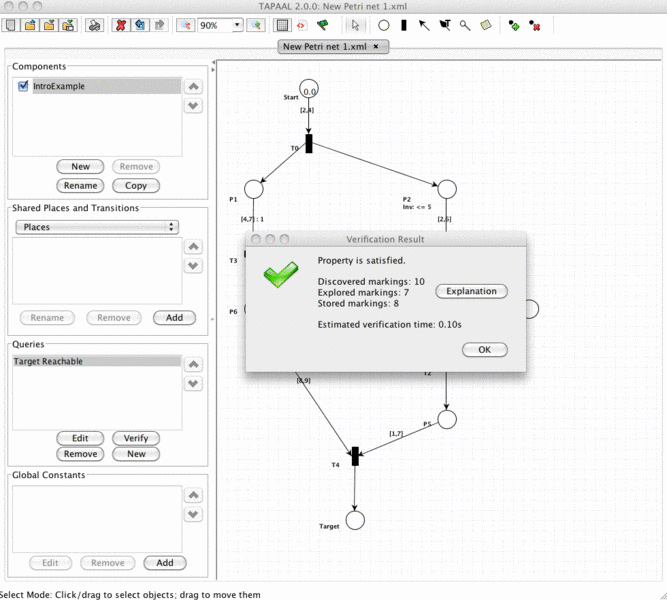 TAPAAL 2.0.0: New Petri net 1.xml
90%
New Petri net 1.xml
Components
IntroExample
New
Remove
Rename
Copy
Shared Places and Transitions
Places
Rename
Remove
Add
Queries
Target Reachable
Edit
Verify
Remove
New
Global Constants
Edit
Remove
Add
0.0
Start
[2,4]
T0
P1
P2
Inv: <= 5
[4,7] : 1
[2,5]
T3
P6
Verification Result
Property is satisfied.
Discovered markings: 10
Explored markings: 7
Stored markings: 8
Explanation
Estimated verification time: 0.10s
OK
T2
P5
[1,7]
T4
Target
Select Mode: Click/drag to select objects; drag to move them